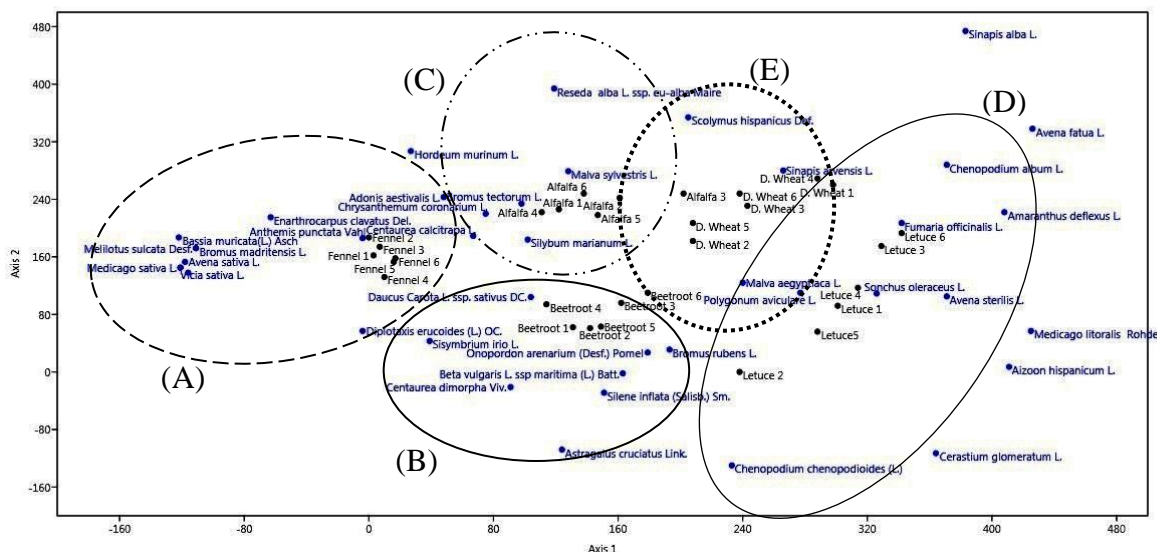 480
400
320
240
160
80
0
-80
-160
Axis 2
-160
-80
0
80
160
240
320
400
480
Axis 1
(A)
(B)
(C)
(D)
(E)
Sinapis alba L.
Reseda alba L. ssp. eu-alba Maire
Scolymus hispanicus Def.
Avena fatua L.
Hordeum murinum L.
Sinapis arvensis L.
Chenopodium album L.
Malva sylvestris L.
D. Wheat 4
D. Wheat 1
Alfalfa 6
Alfalfa 3
D. Wheat 6
D. Wheat 3
Adonis aestivalis L.
Bromus tectorum L.
Alfalfa 1
Alfalfa
Chrysanthemum coronarium L.
Alfalfa 4
Alfalfa 5
Amaranthus deflexus L.
Enarthrocarpus clavatus Del.
D. Wheat 5
Fumaria officinalis L.
Anthemis punctata Vahl
Centaurea calcitrapa
Letuce 6
Bassia muricata(L.) Asch
Fennel 2
Silybum marianum L.
D. Wheat 2
Melilotus sulcata Desf.
Bromus madritensis L.
Fennel 3
Letuce 3
Fennel 1
Avena sativa L.
Fennel 6
Medicago sativa L.
Fennel 5
Vicia sativa L.
Fennel 4
Malva aegyptiaca L.
Sonchus oleraceus L.
Daucus Carota L. ssp. sativus DC.
Beetroot 6
Polygonum aviculare L.
Letuce 4
Avena sterilis L.
Beetroot 4
Beetroot 3
Letuce 1
Diplotaxis erucoides (L.) OC.
Beetroot 1
Beetroot 5
Beetroot 2
Letuce5
Medicago litoralis Rohde
Sisymbrium irio L.
Onopordon arenarium (Desf.) Pomel
Bromus rubens L.
Aizoon hispanicum L.
Beta vulgaris L. ssp maritima (L.) Batt.
Letuce 2
Centaurea dimorpha Viv.
Silene inflata (Salisb.) Sm.
Astragalus cruciatus Link.
Cerastium glomeratum L.
Chenopodium chenopodioides (L.)